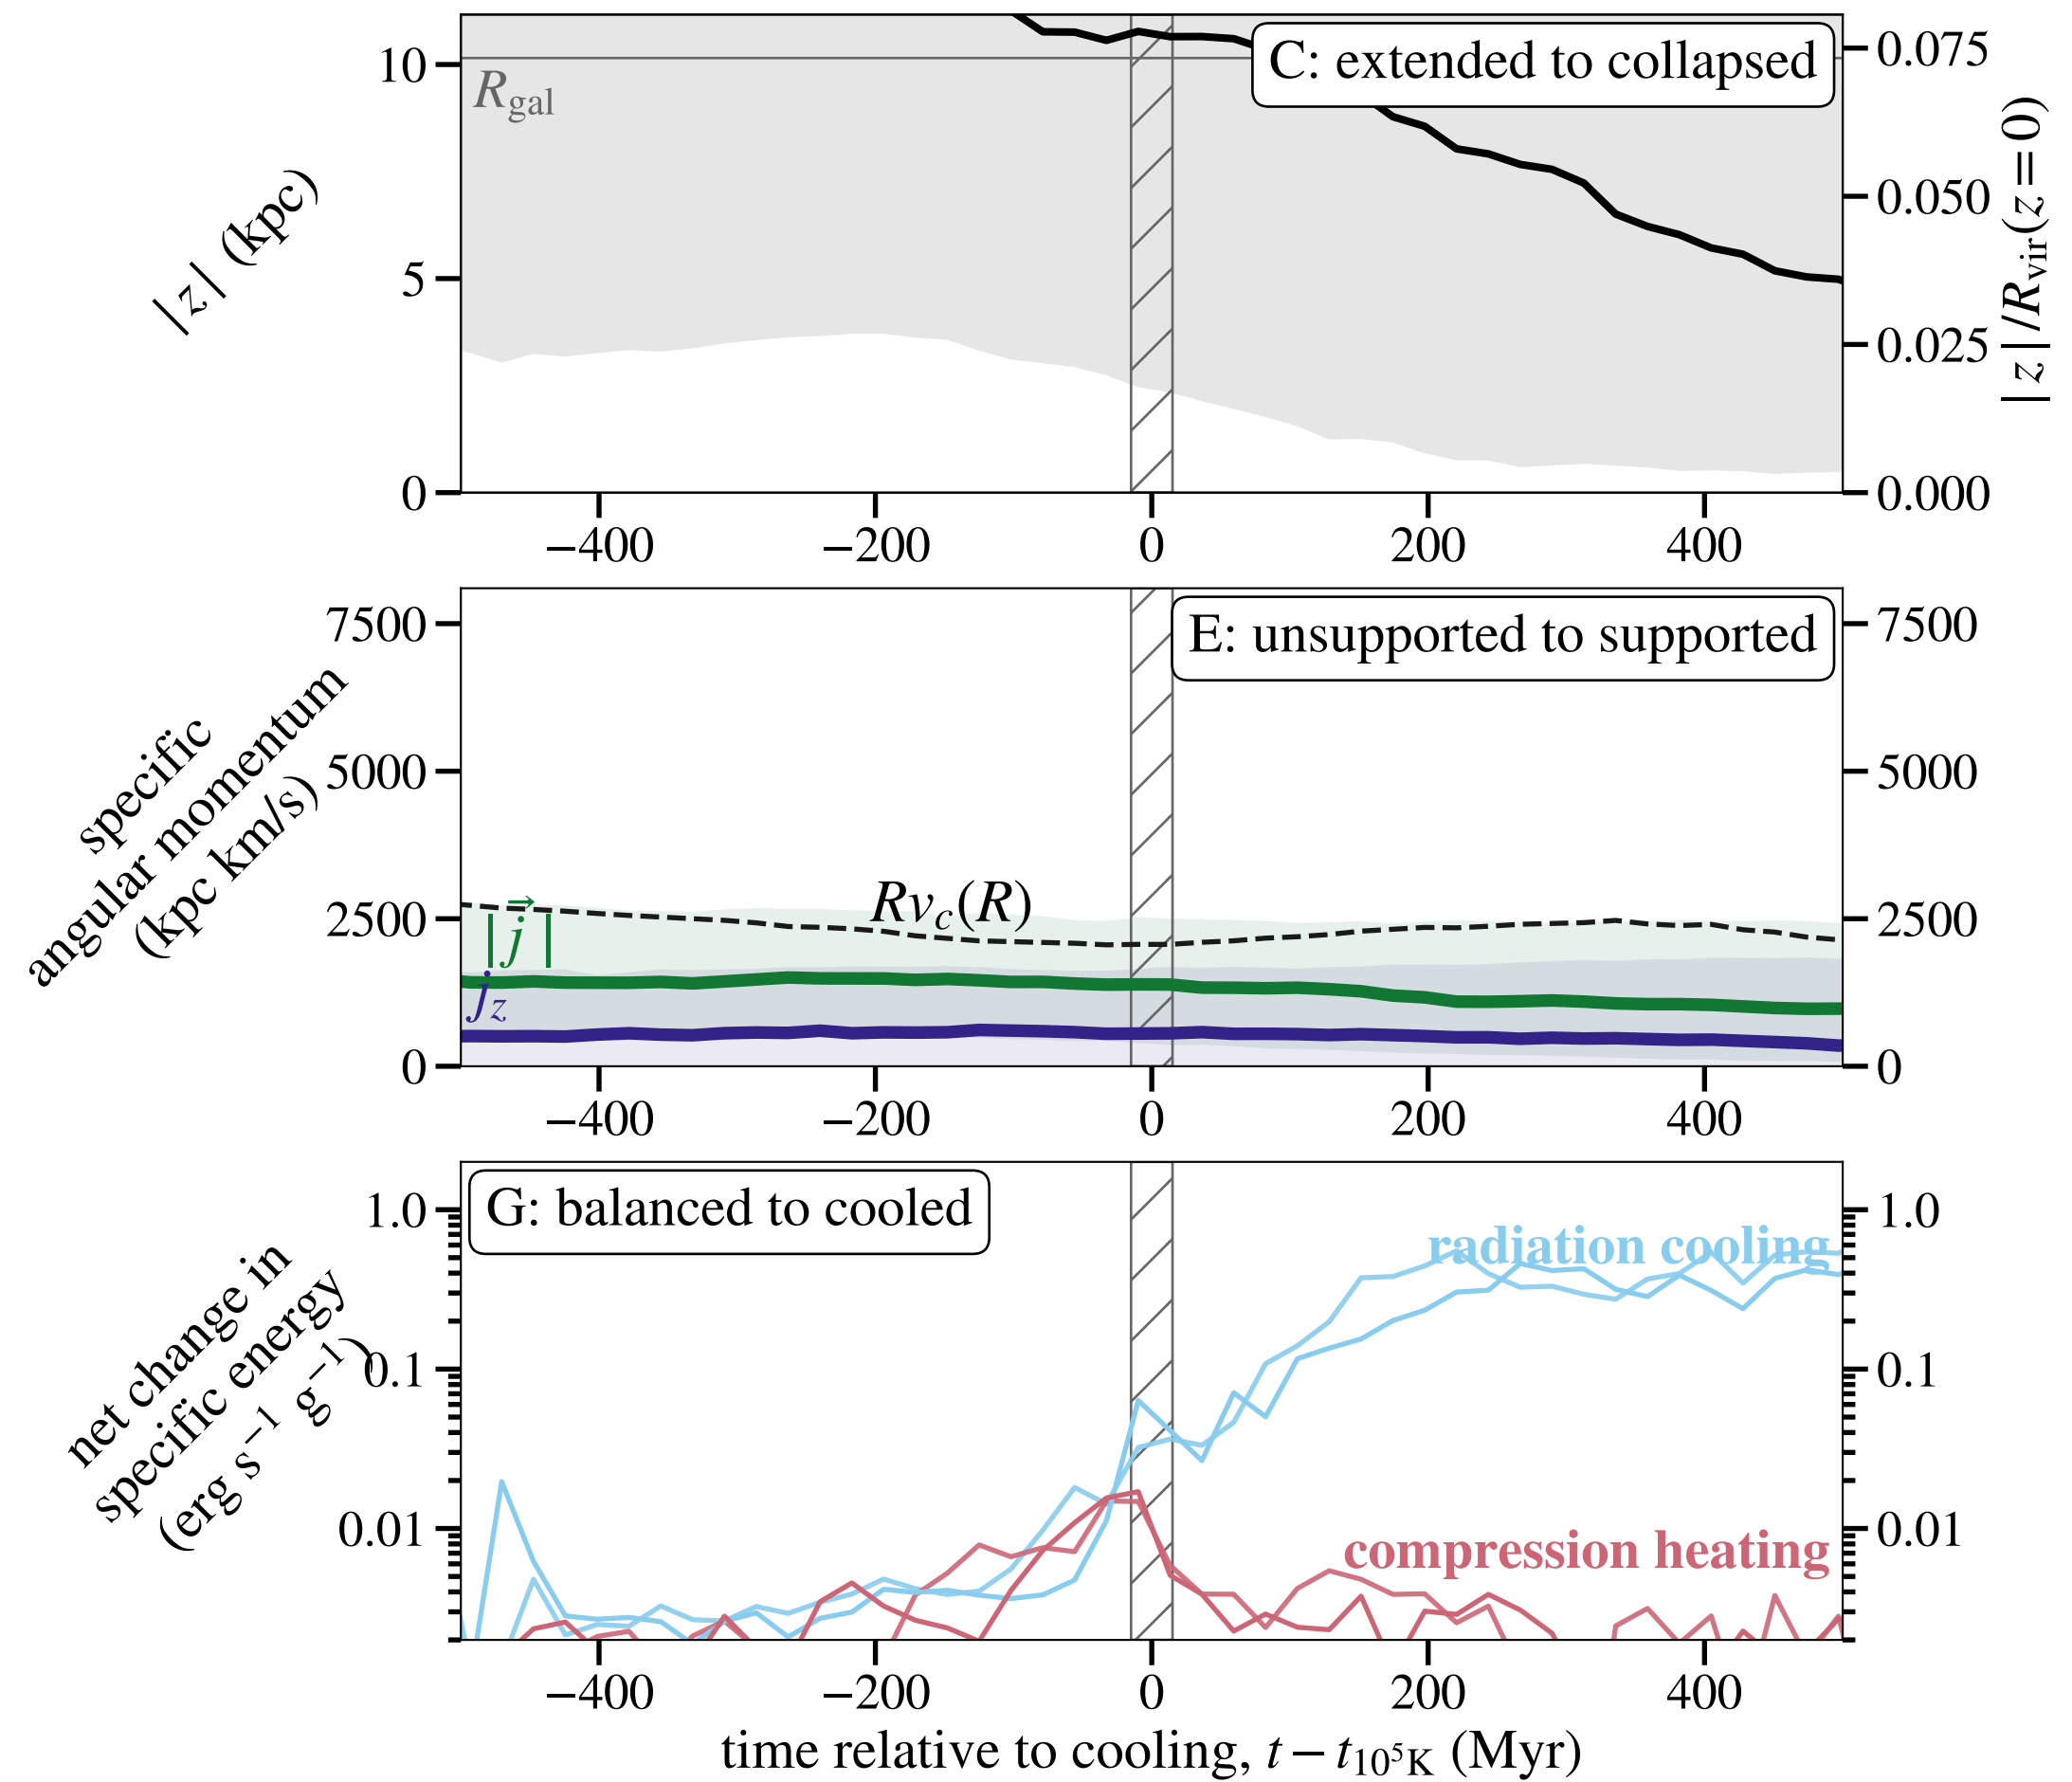 C: extended to collapsed
R_gal
10
5
0
|z| (kpc)
0.075
0.050
0.025
0.000
|z|/R_vir(z=0)
−400 −200 0 200 400
E: unsupported to supported
7500
5000
2500
0
specific
angular momentum
(kpc km/s)
7500
5000
2500
0
Rv_c(R)
|j⃗|
j_z
−400 −200 0 200 400
G: balanced to cooled
1.0
0.1
0.01
net change in
specific energy
(erg s⁻¹ g⁻¹)
1.0
0.1
0.01
radiation cooling
compression heating
−400 −200 0 200 400
time relative to cooling, t − t_10⁵K (Myr)